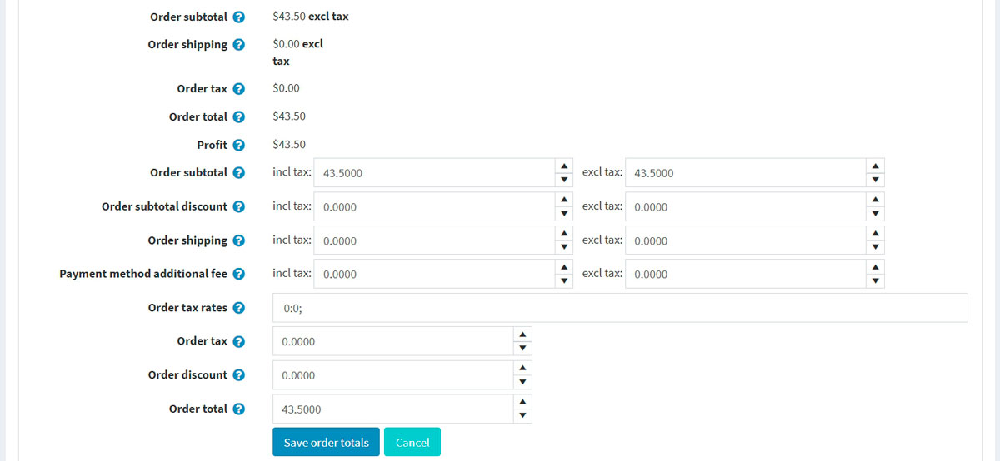 Order subtotal ? $43.50 excl tax
Order shipping ? $0.00 excl
tax
Order tax ? $0.00
Order total ? $43.50
Profit ? $43.50
Order subtotal ? incl tax: 43.5000 excl tax: 43.5000
Order subtotal discount ? incl tax: 0.0000 excl tax: 0.0000
Order shipping ? incl tax: 0.0000 excl tax: 0.0000
Payment method additional fee ? incl tax: 0.0000 excl tax: 0.0000
Order tax rates ? 0:0;
Order tax ? 0.0000
Order discount ? 0.0000
Order total ? 43.5000
Save order totals Cancel